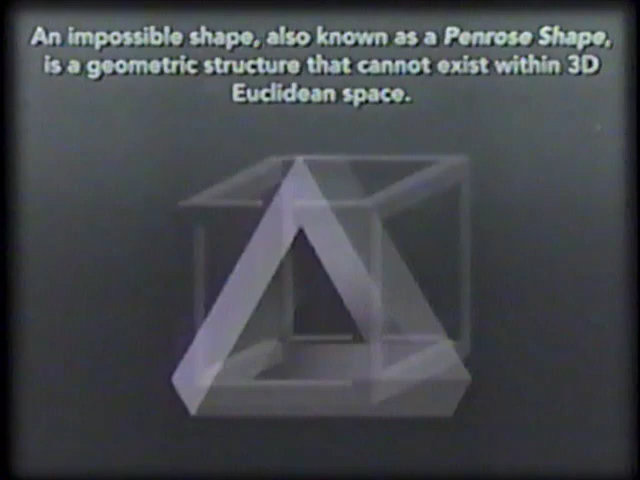 An impossible shape, also known as a Penrose Shape,
is a geometric structure that cannot exist within 3D
Euclidean space.